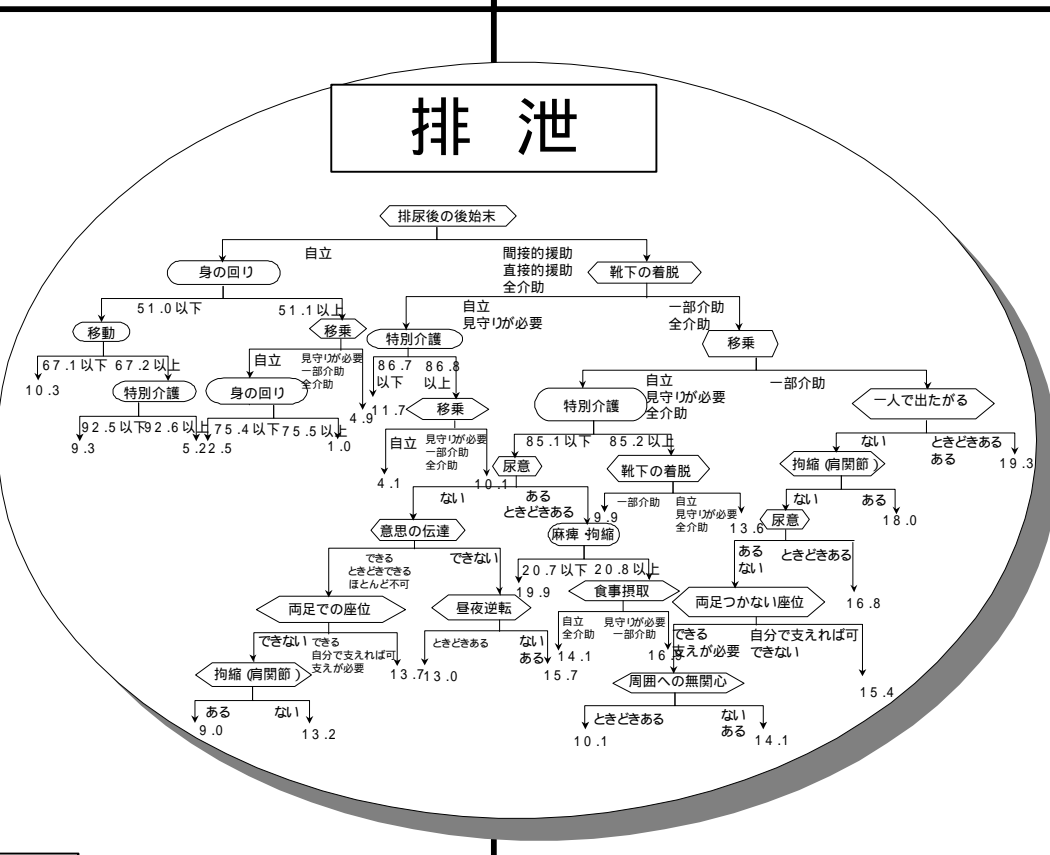 排 泄
排尿後の後始末
自立
間接的援助
直接的援助
全介助
身の回り
靴下の着脱
51.0以下
51.1以上
自立
見守りが必要
一部介助
全介助
移動
移乗
特別介護
移乗
67.1以下
67.2以上
自立
見守りが必要
一部介助
全介助
86.7
以下
86.8
以上
自立
見守りが必要
全介助
一部介助
10.3
特別介護
身の回り
4.9
11.7
移乗
特別介護
一人で出たがる
92.5以下
92.6以上
75.4以下
75.5以上
自立
見守りが必要
一部介助
全介助
85.1以下
85.2以上
ない
ときどきある
ある
9.3
5.2
2.5
1.0
4.1
10.1
尿意
靴下の着脱
拘縮(肩関節)
19.3
ない
ある
ときどきある
一部介助
自立
見守りが必要
全介助
ない
ある
意思の伝達
麻痺・拘縮
9.9
13.6
尿意
18.0
できる
ときどきできる
ほとんど不可
できない
20.7以下
20.8以上
ある
ない
ときどきある
両足での座位
昼夜逆転
19.9
食事摂取
両足つかない座位
16.8
できない
できる
自分で支えれば可
支えが必要
ときどきある
ない
ある
自立
全介助
見守りが必要
一部介助
できる
支えが必要
自分で支えれば可
できない
拘縮(肩関節)
13.7
13.0
15.7
14.1
周囲への無関心
15.4
ある
ない
ときどきある
ない
ある
9.0
13.2
10.1
14.1